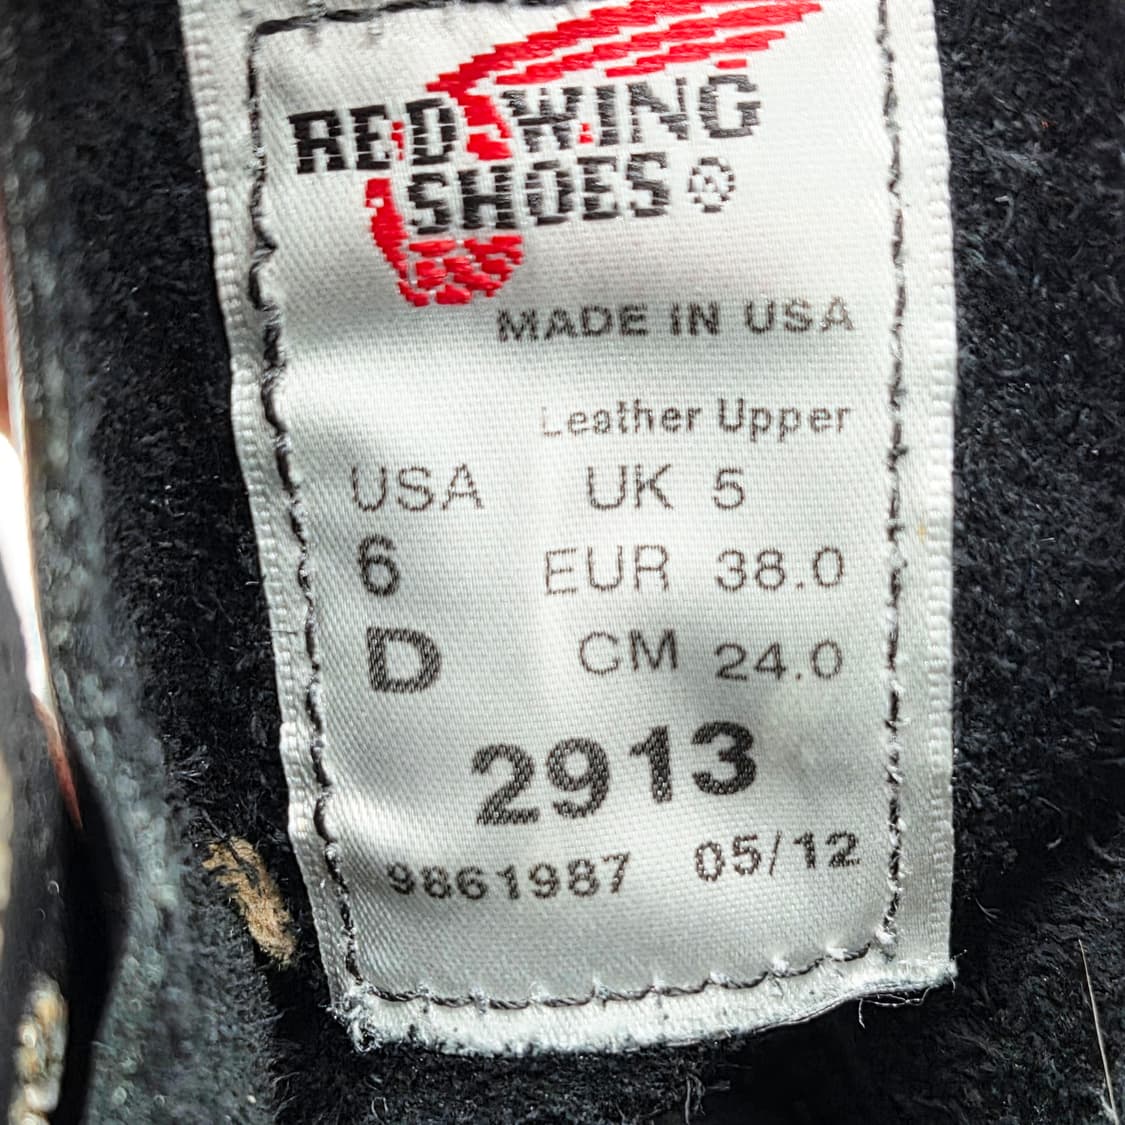 RED WING
SHOES ®
MADE IN USA
Leather Upper
USA UK 5
6 EUR 38.0
D CM 24.0
2913
9861987 05/12